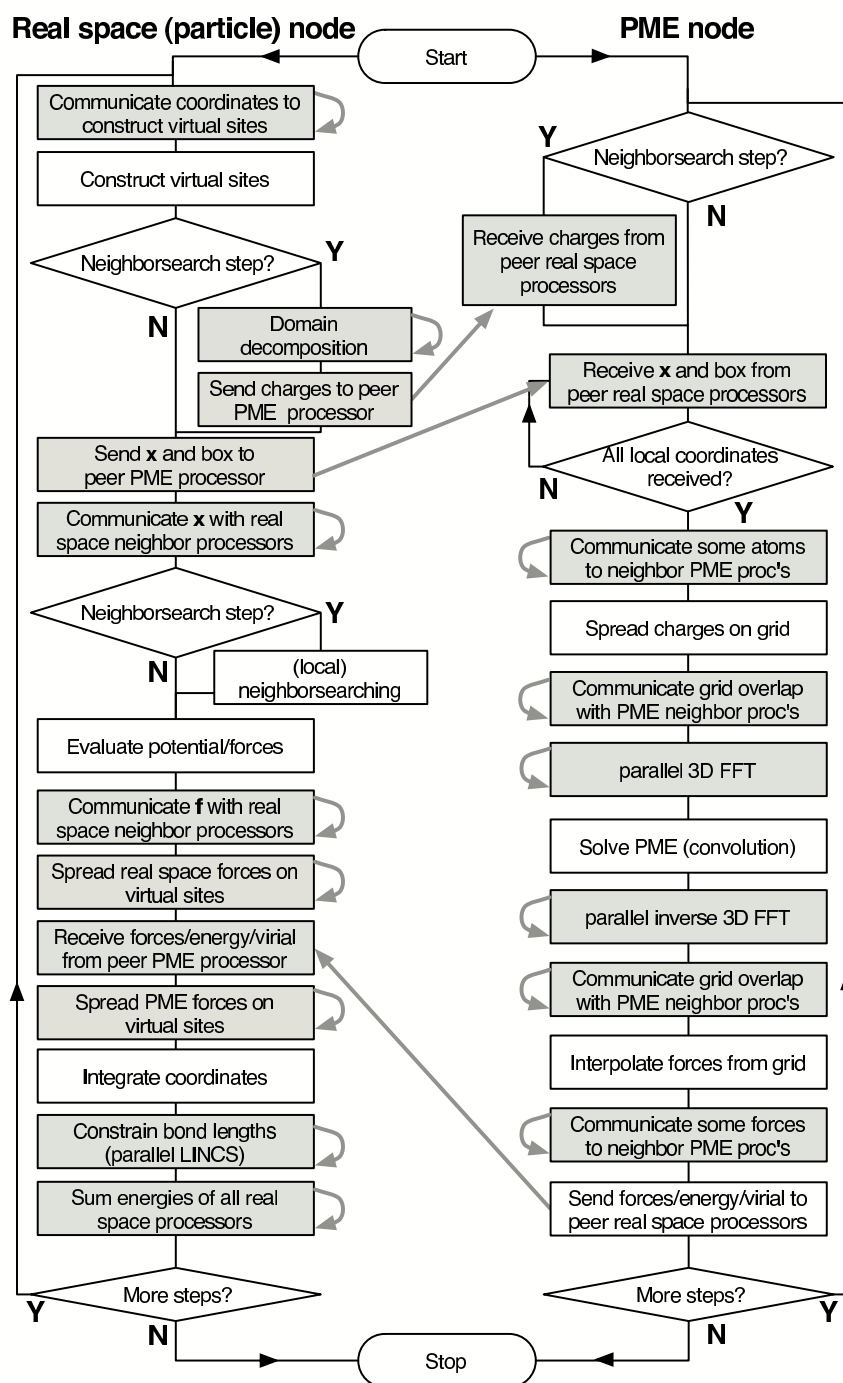 Real space (particle) node
PME node
Start
Communicate coordinates to
construct virtual sites
Construct virtual sites
Neighborsearch step?
Y
N
Domain
decomposition
Send charges to peer
PME processor
Send x and box to
peer PME processor
Communicate x with real
space neighbor processors
Neighborsearch step?
Y
N
(local)
neighborsearching
Evaluate potential/forces
Communicate f with real
space neighbor processors
Spread real space forces on
virtual sites
Receive forces/energy/virial
from peer PME processor
Spread PME forces on
virtual sites
Integrate coordinates
Constrain bond lengths
(parallel LINCS)
Sum energies of all real
space processors
More steps?
Y
N
Y
Neighborsearch step?
N
Receive charges from
peer real space
processors
Receive x and box from
peer real space processors
All local coordinates
received?
N
Y
Communicate some atoms
to neighbor PME proc's
Spread charges on grid
Communicate grid overlap
with PME neighbor proc's
parallel 3D FFT
Solve PME (convolution)
parallel inverse 3D FFT
Communicate grid overlap
with PME neighbor proc's
Interpolate forces from grid
Communicate some forces
to neighbor PME proc's
Send forces/energy/virial to
peer real space processors
More steps?
Y
N
Stop